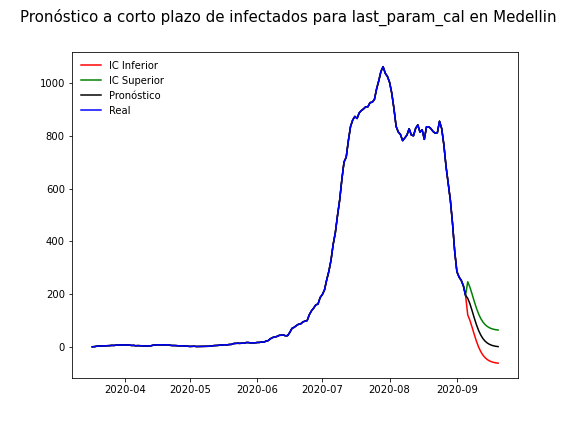 Pronóstico a corto plazo de infectados para last_param_cal en Medellin
IC Inferior
IC Superior
Pronóstico
Real
1000
800
600
400
200
0
2020-04
2020-05
2020-06
2020-07
2020-08
2020-09